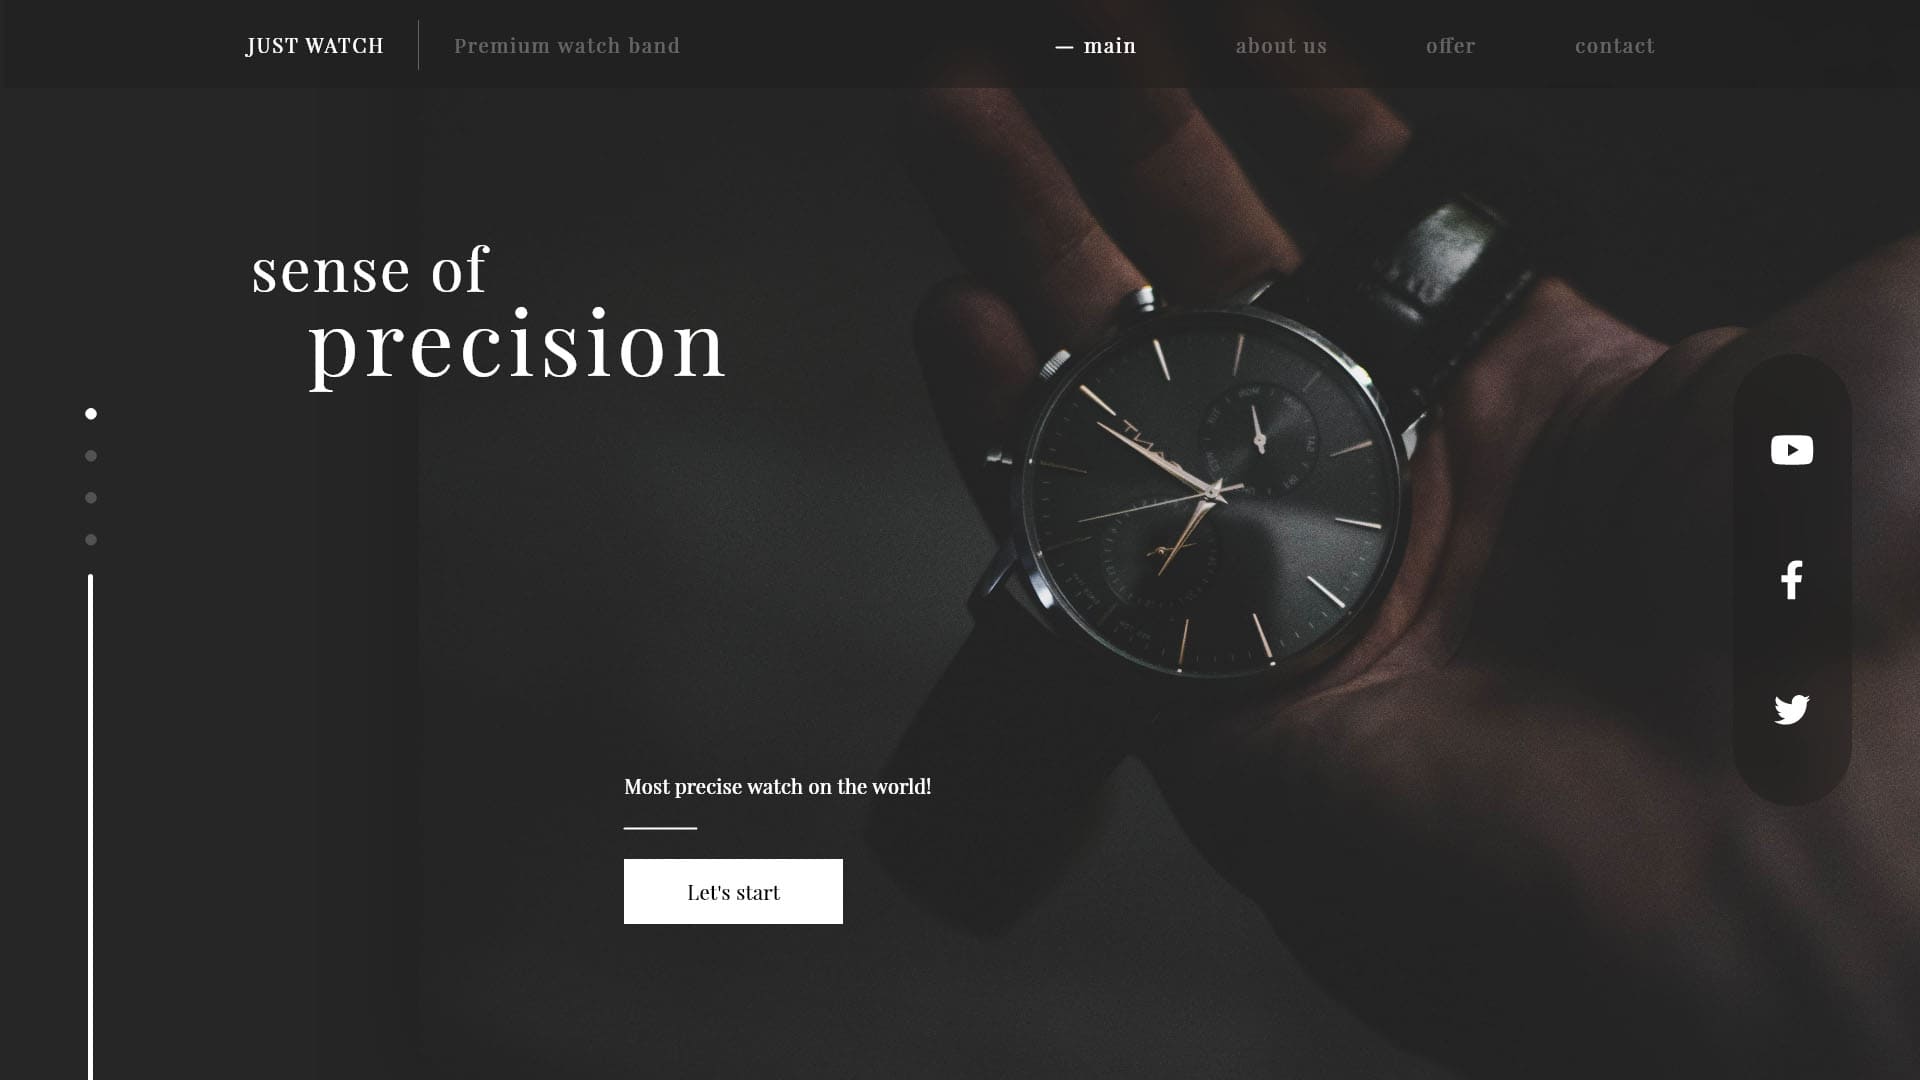 JUST WATCH
Premium watch band
— main
about us
offer
contact
sense of
precision
Most precise watch on the world!
Let's start